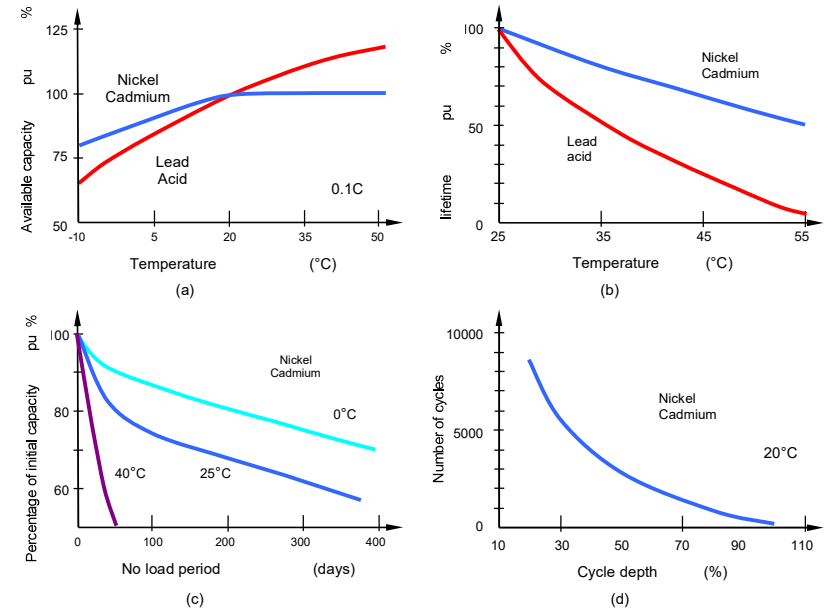 %
125
pu
Nickel
Cadmium
100
Available capacity
75
Lead
Acid
0.1C
50
-10
5
20
35
50
Temperature (°C)
(a)
%
100
Nickel
Cadmium
pu
50
Lead
acid
lifetime
0
25
35
45
55
Temperature (°C)
(b)
pu %
100
Nickel
Cadmium
Percentage of initial capacity
80
0°C
40°C
25°C
60
0
100
200
300
400
No load period (days)
(c)
10000
Number of cycles
Nickel
Cadmium
5000
20°C
0
10
30
50
70
90
110
Cycle depth (%)
(d)